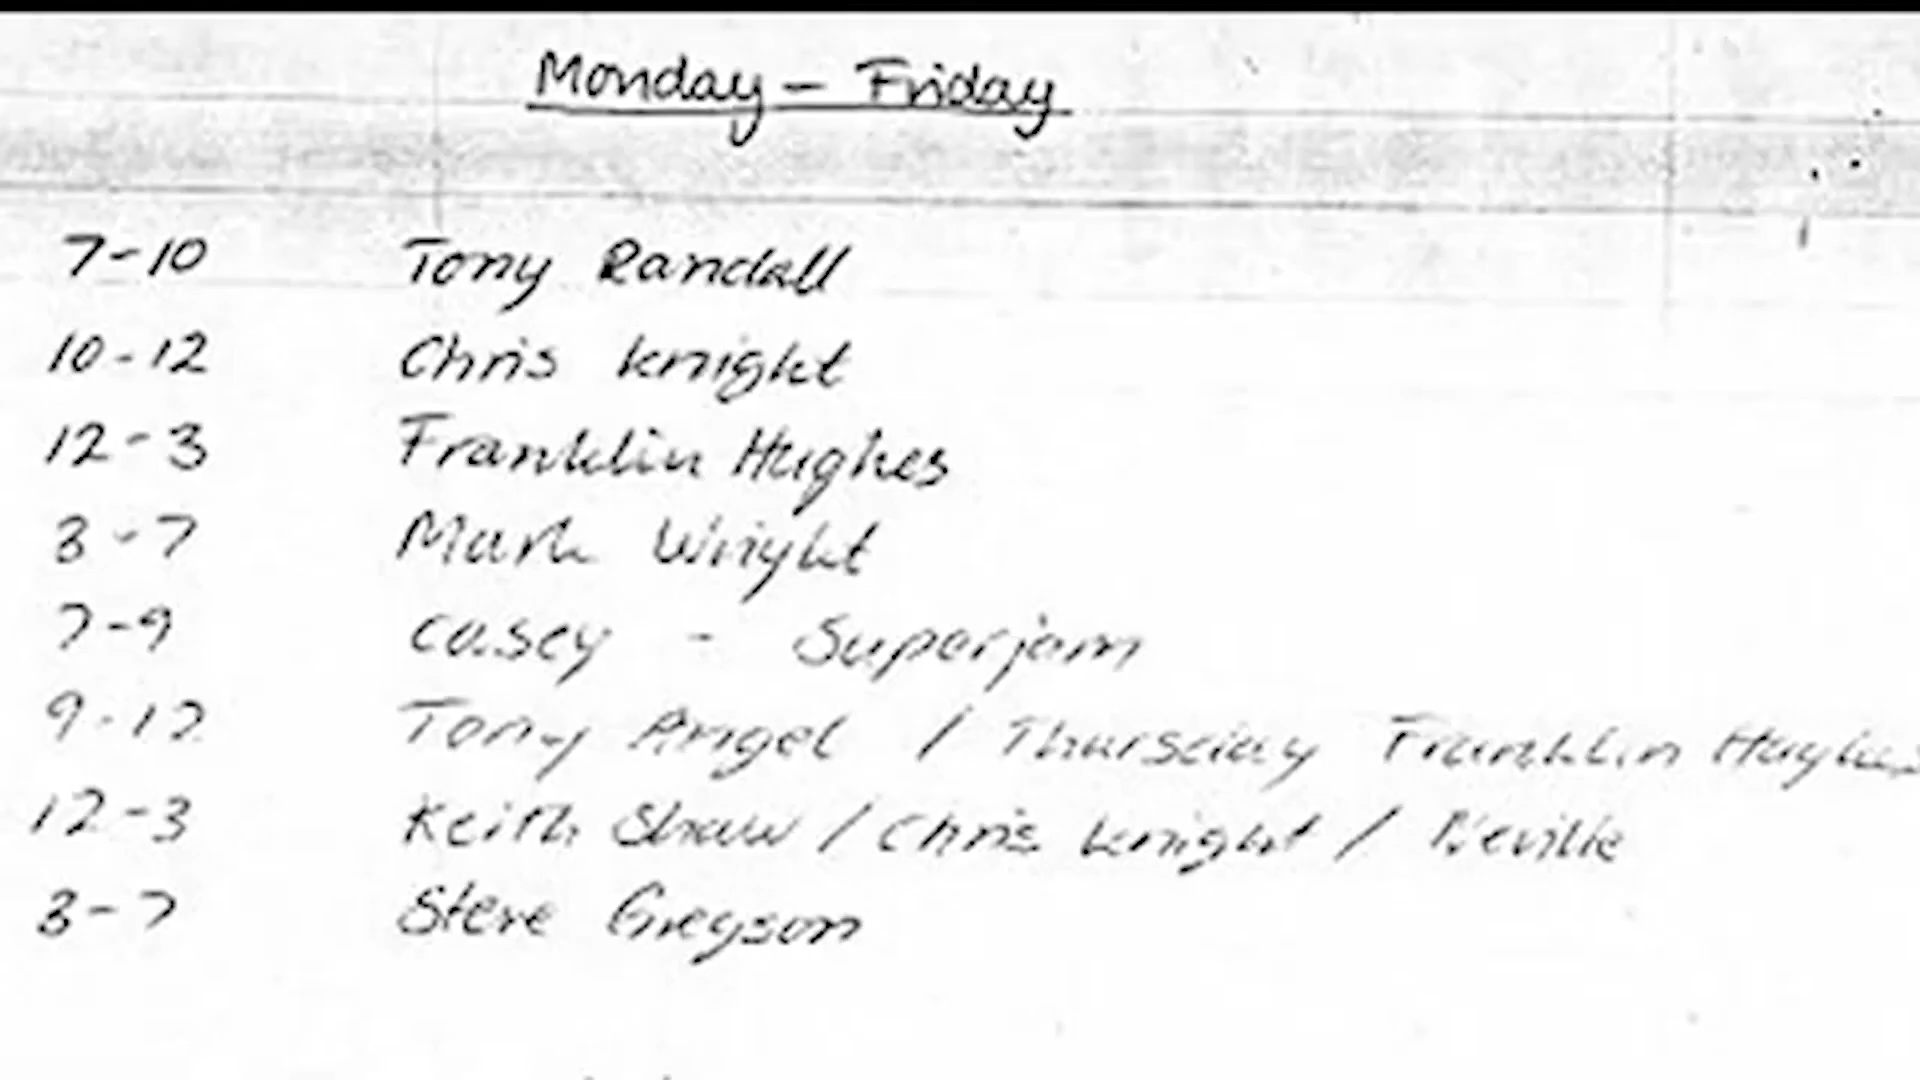 Monday - Friday
7-10 Tony Randall
10-12 Chris Knight
12-3 Franklin Hughes
3-7 Mark Wright
7-9 Casey - Superjam
9-12 Tony Angel / Thursday Franklin Hughes
12-3 Keith Shaw / Chris Knight / Neville
3-7 Steve Greyson